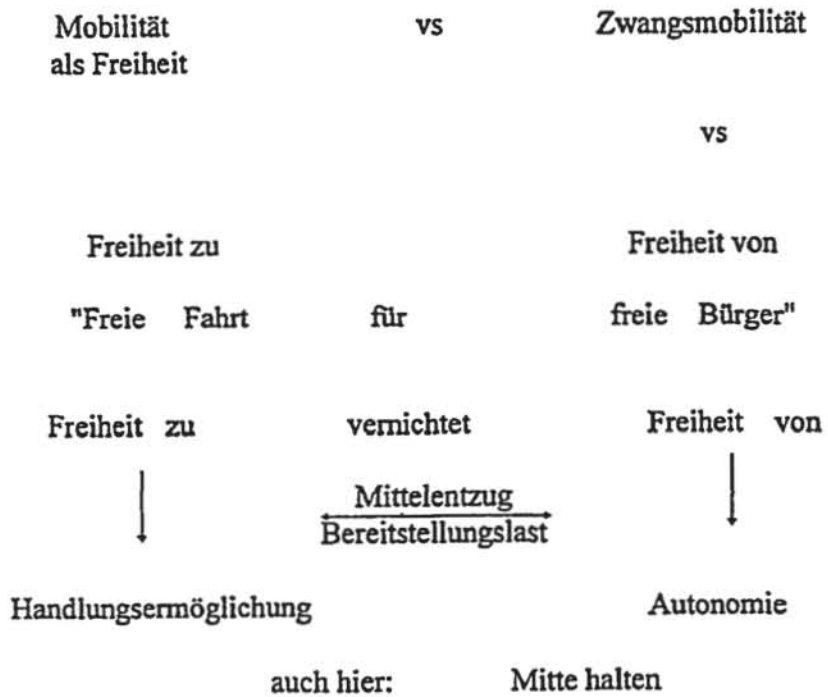 Mobilität vs Zwangsmobilität
als Freiheit
vs
Freiheit zu Freiheit von
"Freie Fahrt für freie Bürger"
Freiheit zu vernichtet Freiheit von
Mittelentzug
Bereitstellungslast
Handlungsermöglichung Autonomie
auch hier: Mitte halten